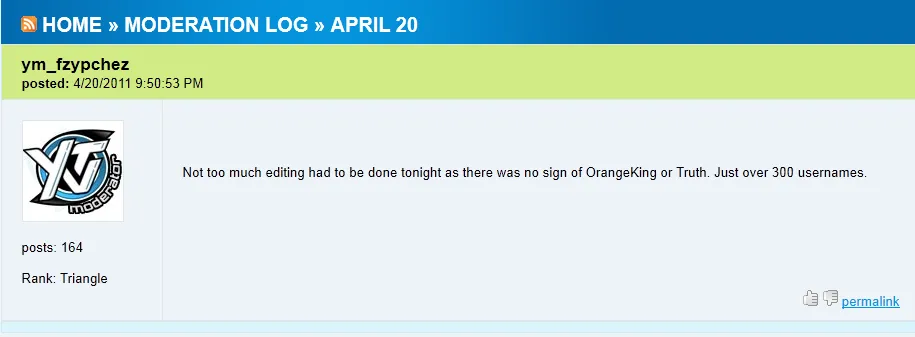 HOME » MODERATION LOG » APRIL 20
ym_fzypchez
posted: 4/20/2011 9:50:53 PM
YTV
moderator
Not too much editing had to be done tonight as there was no sign of OrangeKing or Truth. Just over 300 usernames.
posts: 164
Rank: Triangle
permalink